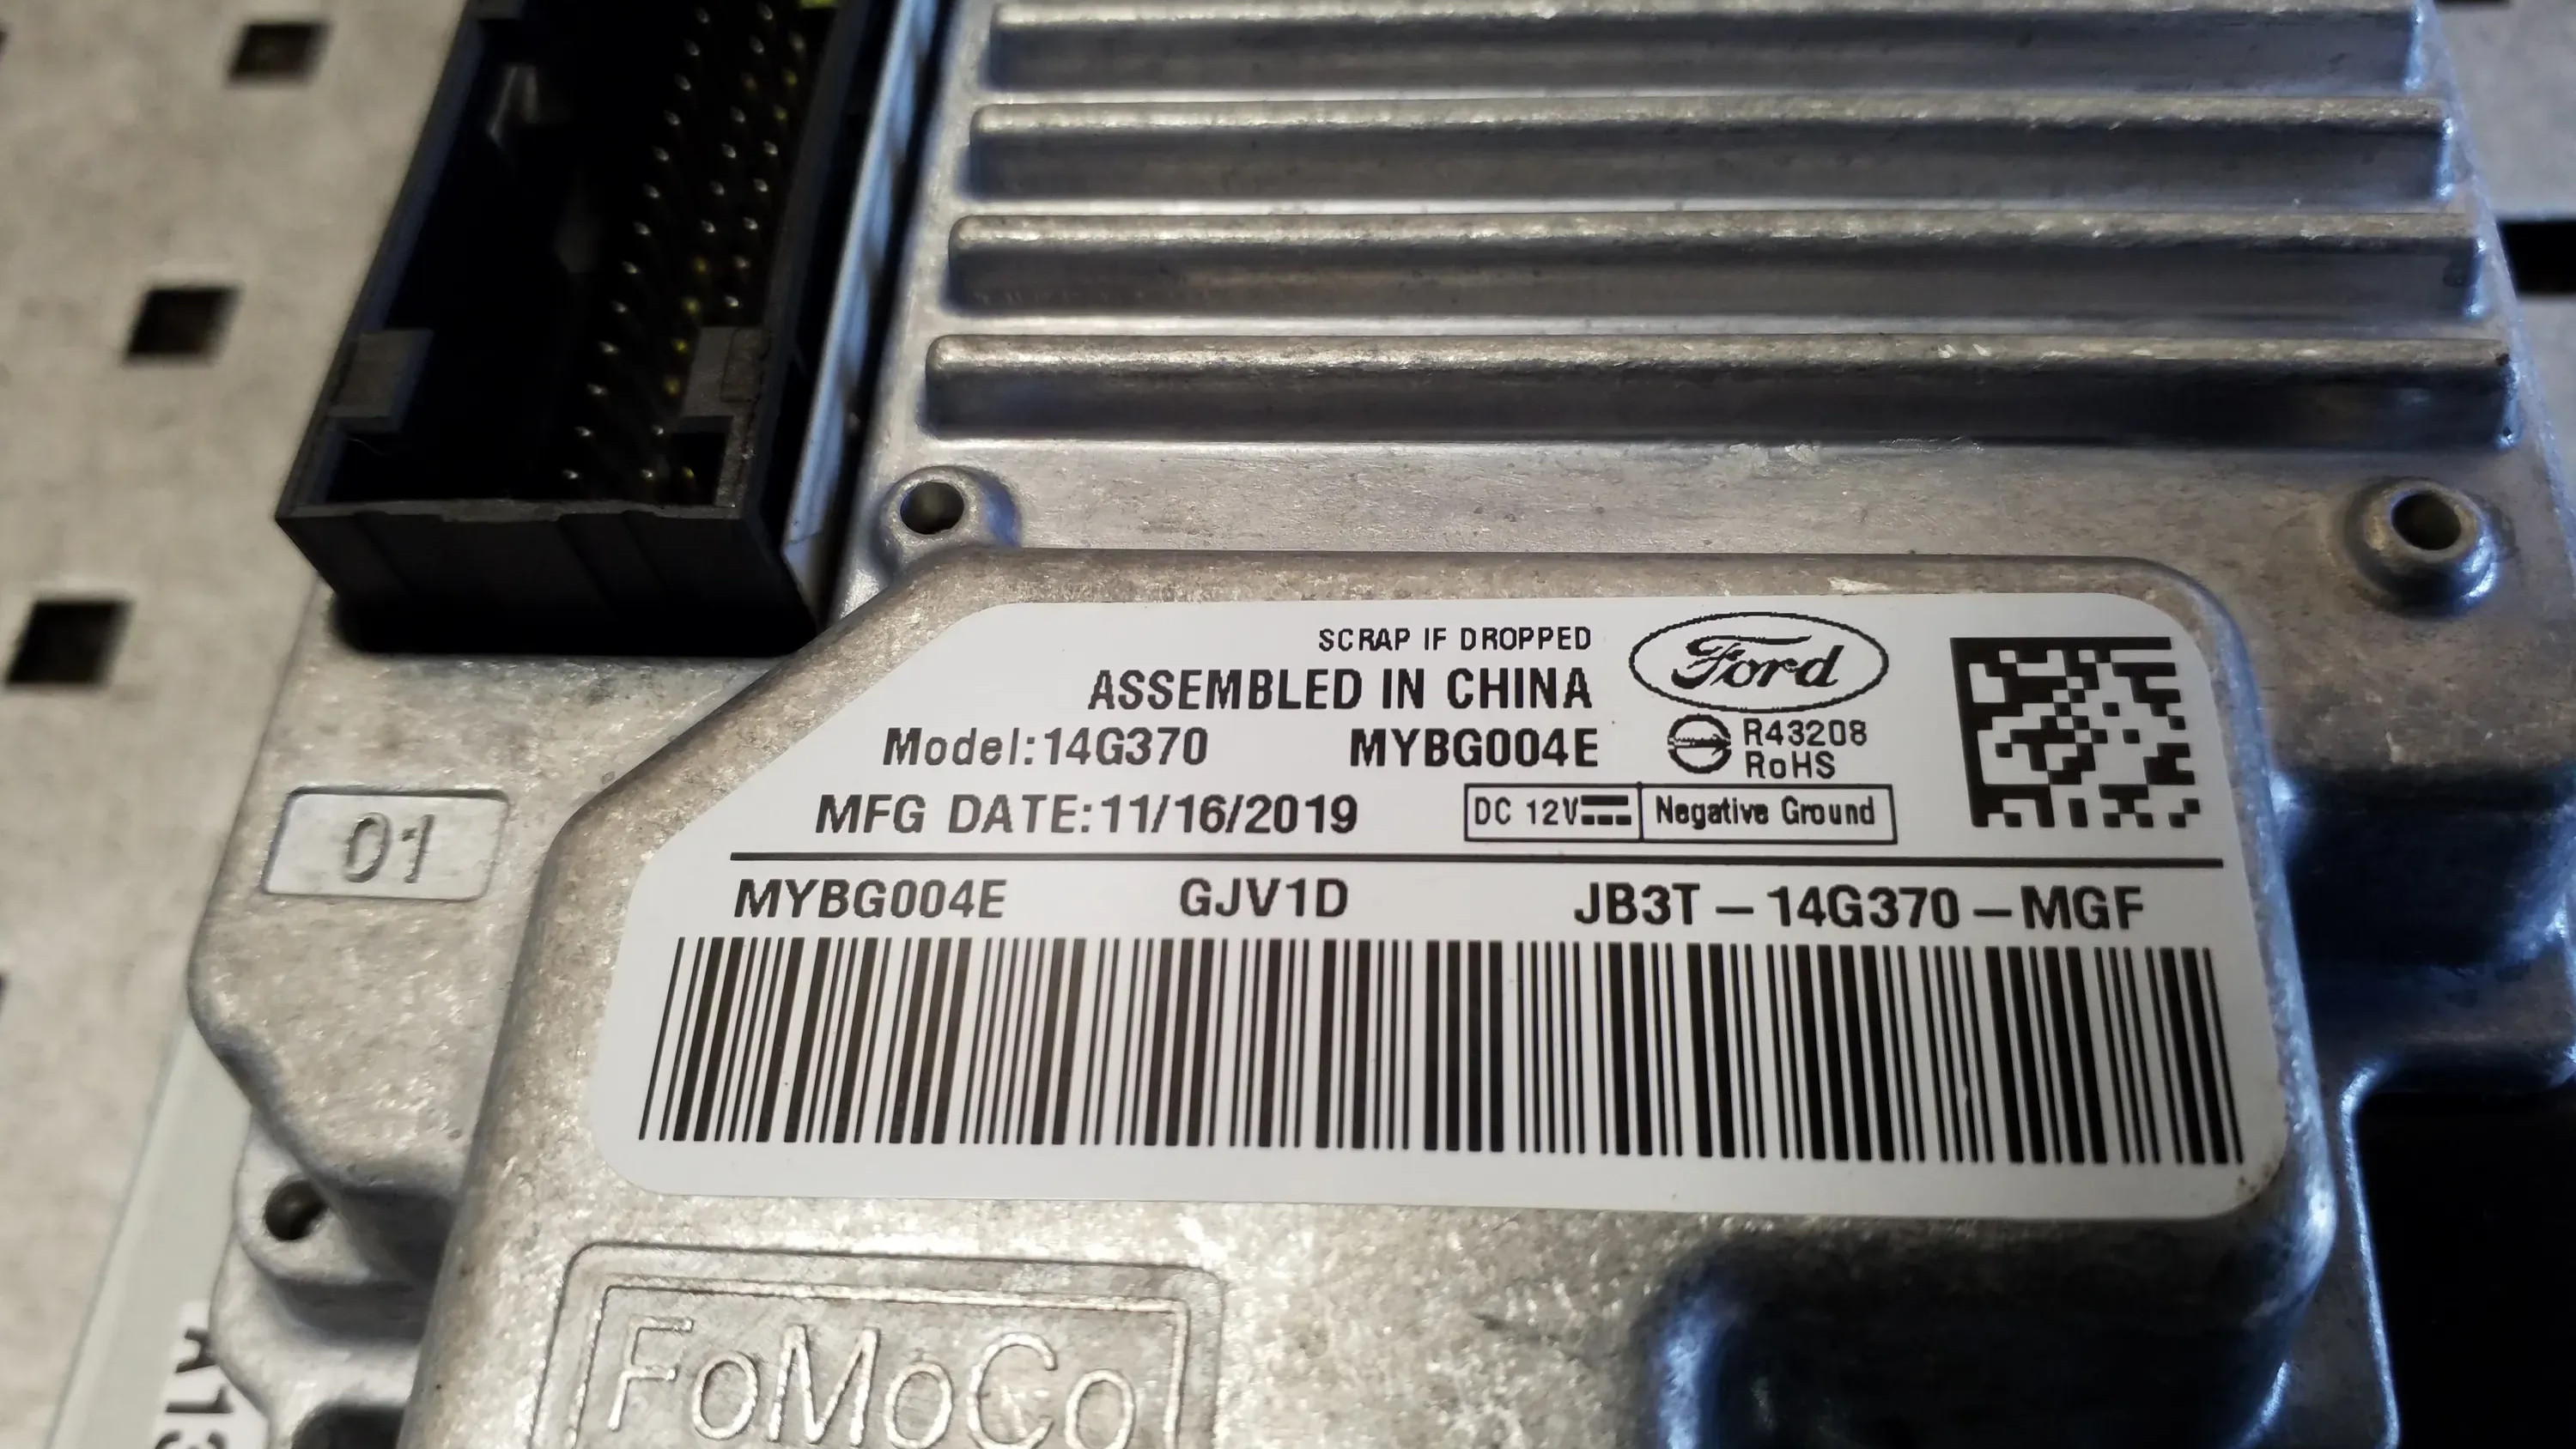 SCRAP IF DROPPED
Ford
ASSEMBLED IN CHINA
Model:14G370 MYBG004E R43208
RoHS
MFG DATE:11/16/2019 DC 12V Negative Ground
MYBG004E GJV1D JB3T-14G370-MGF
01
FoMoCo